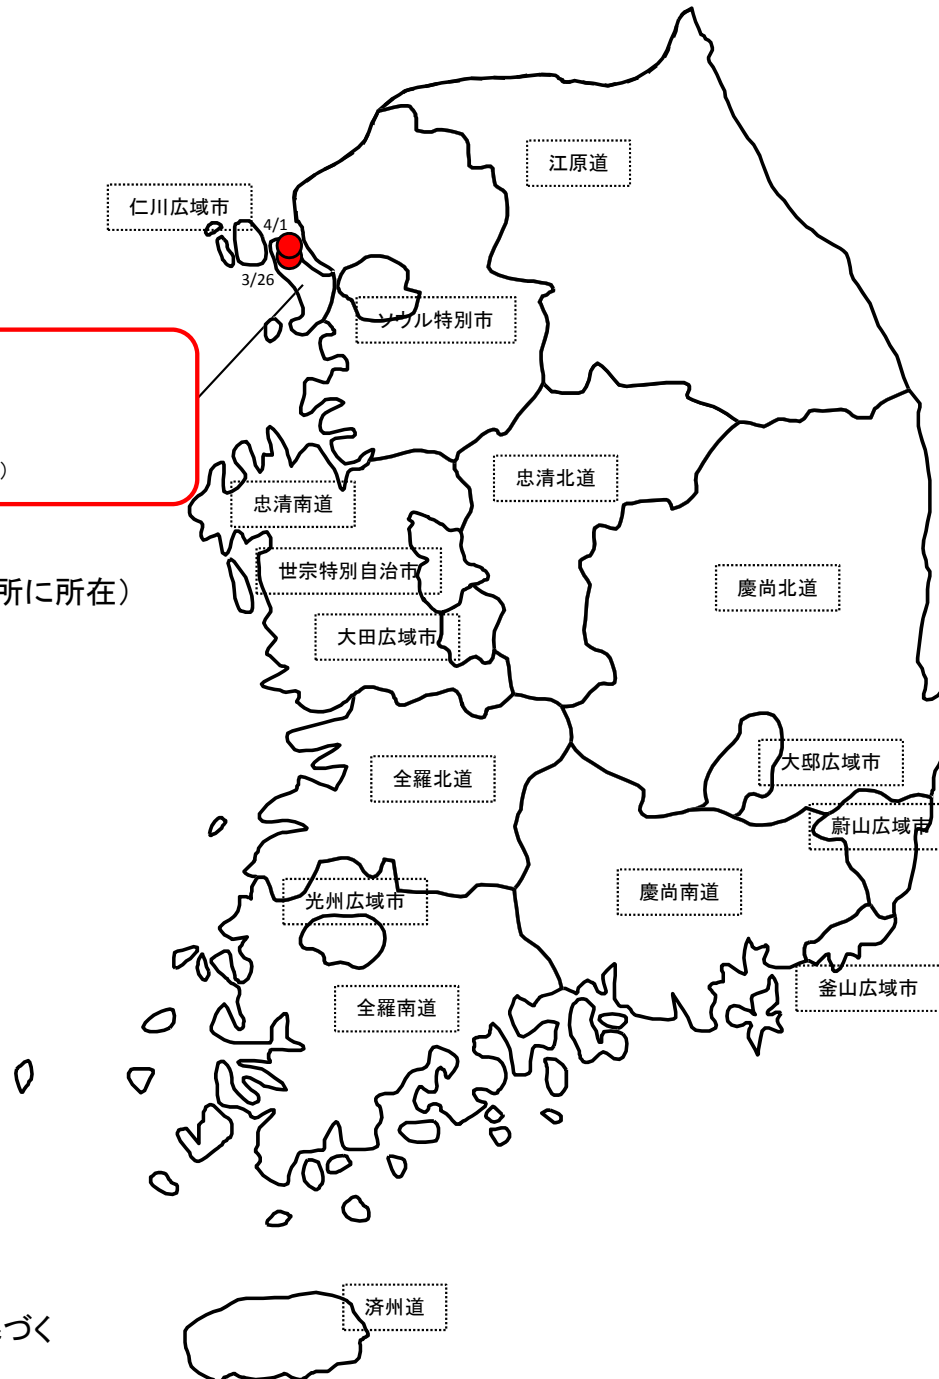 江原道
仁川広域市
4/1
3/26
ソウル特別市
）
忠清北道
忠清南道
世宗特別自治市
所に所在）
慶尚北道
大田広域市
大邸広域市
全羅北道
蔚山広域市
慶尚南道
光州広域市
釜山広域市
全羅南道
済州道
づく